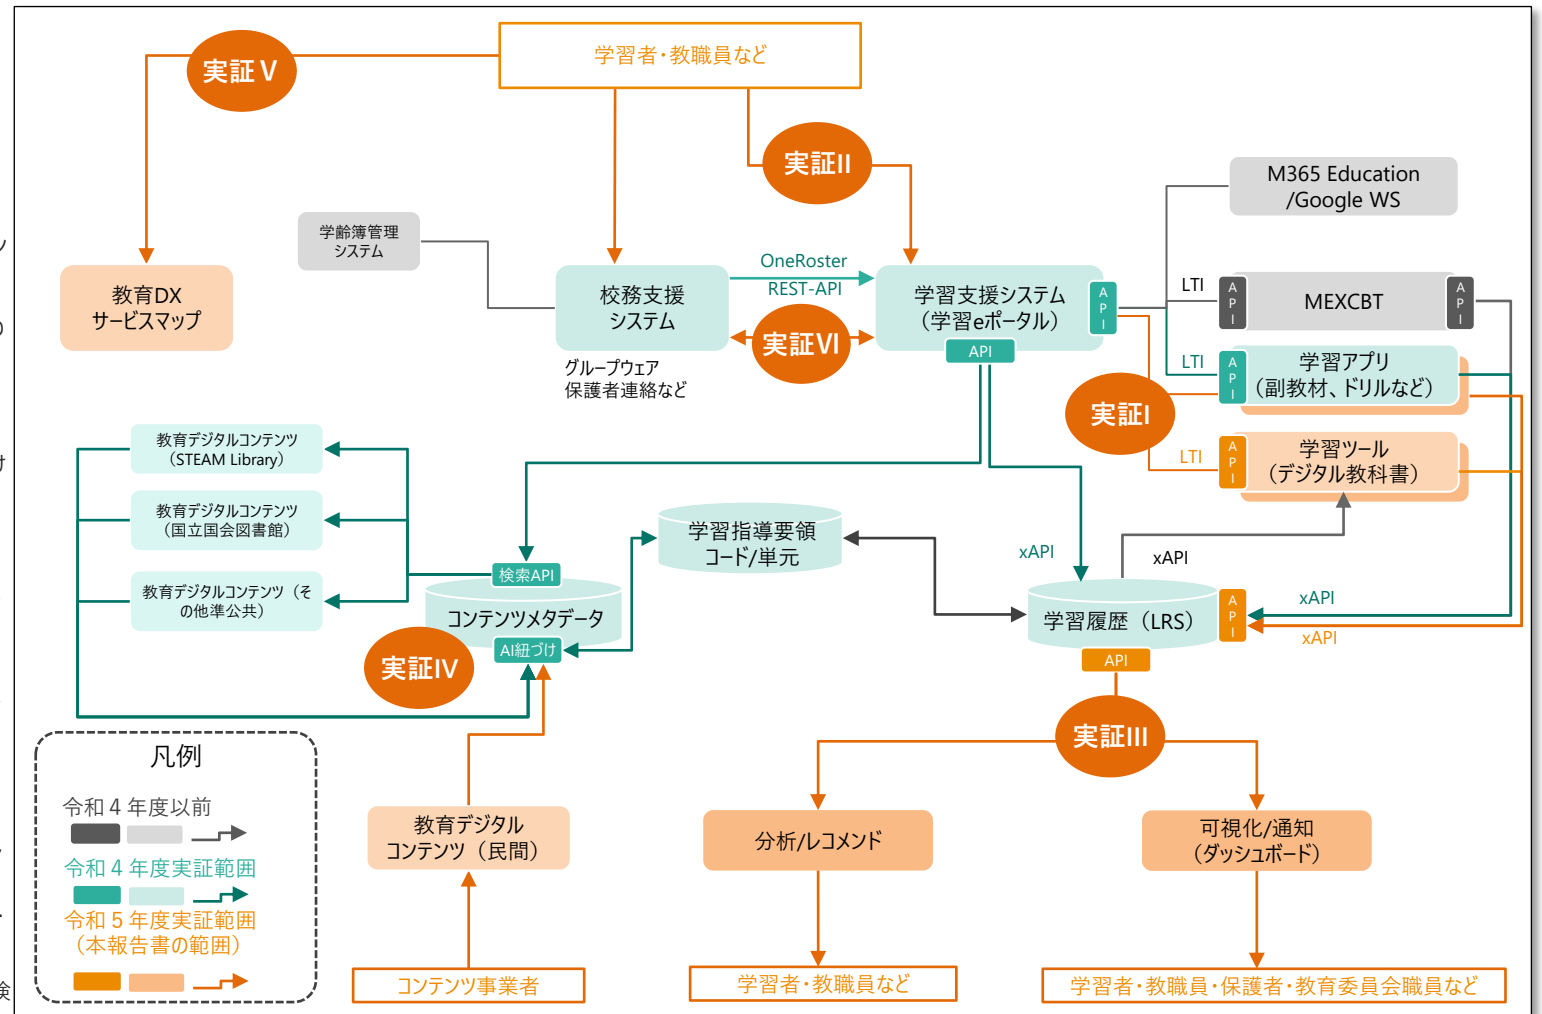 学習者・教職員など
実証Ⅴ
実証II
M365 Education
/Google WS
学齢簿管理
システム
OneRoster
REST-API
教育DX
サービスマップ
校務支援
システム
学習支援システム
(学習eポータル)
API
API
実証VI
グループウェア
保護者連絡など
LTI
API
MEXCBT
API
LTI
API
学習アプリ
(副教材、ドリルなど)
実証I
LTI
API
学習ツール
(デジタル教科書)
教育デジタルコンテンツ
(STEAM Library)
教育デジタルコンテンツ
(国立国会図書館)
教育デジタルコンテンツ(そ
の他準公共)
学習指導要領
コード/単元
検索API
コンテンツメタデータ
AI紐づけ
実証IV
xAPI
xAPI
学習履歴(LRS)
API
xAPI
xAPI
API
実証III
凡例
令和4年度以前
令和4年度実証範囲
令和5年度実証範囲
(本報告書の範囲)
教育デジタル
コンテンツ(民間)
分析/レコメンド
可視化/通知
(ダッシュボード)
コンテンツ事業者
学習者・教職員など
学習者・教職員・保護者・教育委員会職員など
検